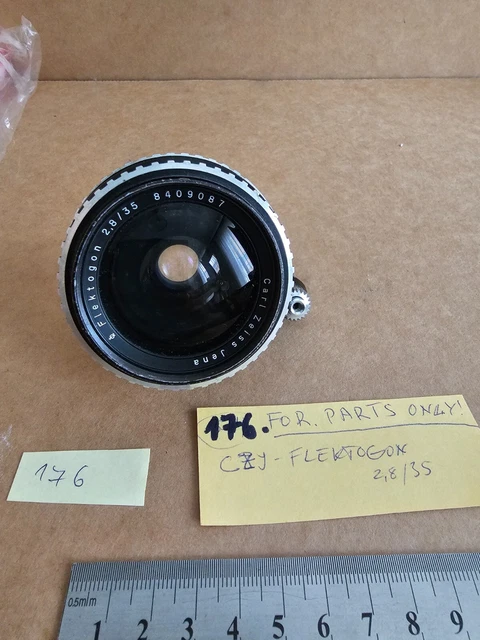 Flektogon 2.8/35 8409087
Carl Zeiss Jena
176. FOR. PARTS ONLY!
CZJ-FLEKTOGON
2,8/35
176
0.5m/m
1 2 3 4 5 6 7 8 9